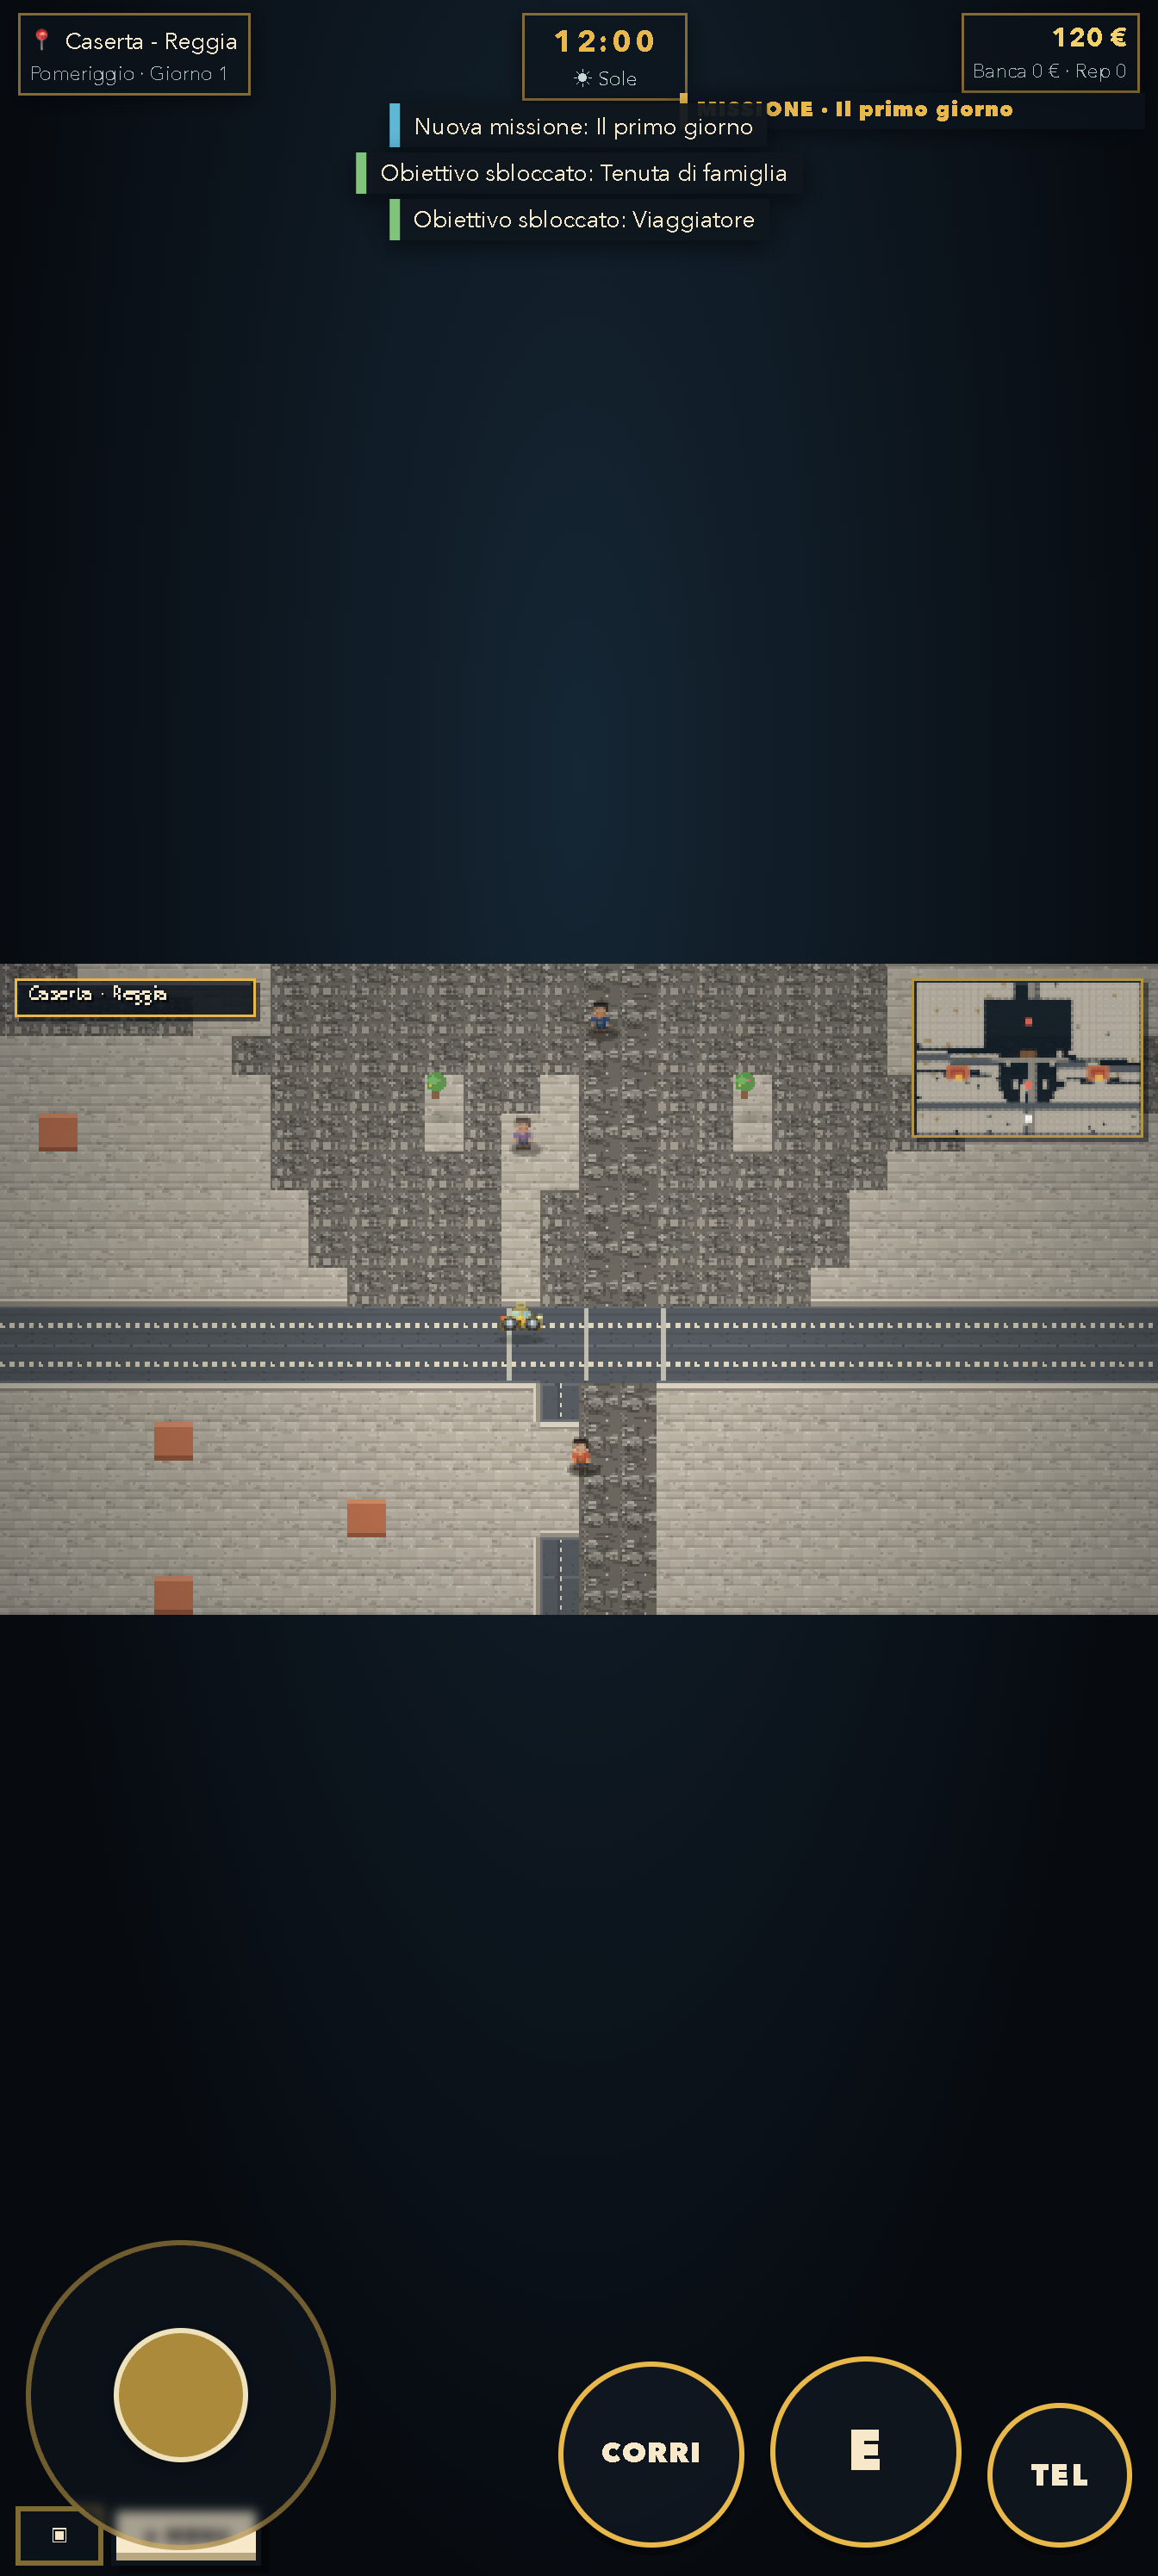 Caserta - Reggia
Pomeriggio · Giorno 1
12:00
☀ Sole
120 €
Banca 0 € · Rep 0
MISSIONE · Il primo giorno
Nuova missione: Il primo giorno
Obiettivo sbloccato: Tenuta di famiglia
Obiettivo sbloccato: Viaggiatore
Caserta · Reggia
CORRI
E
TEL